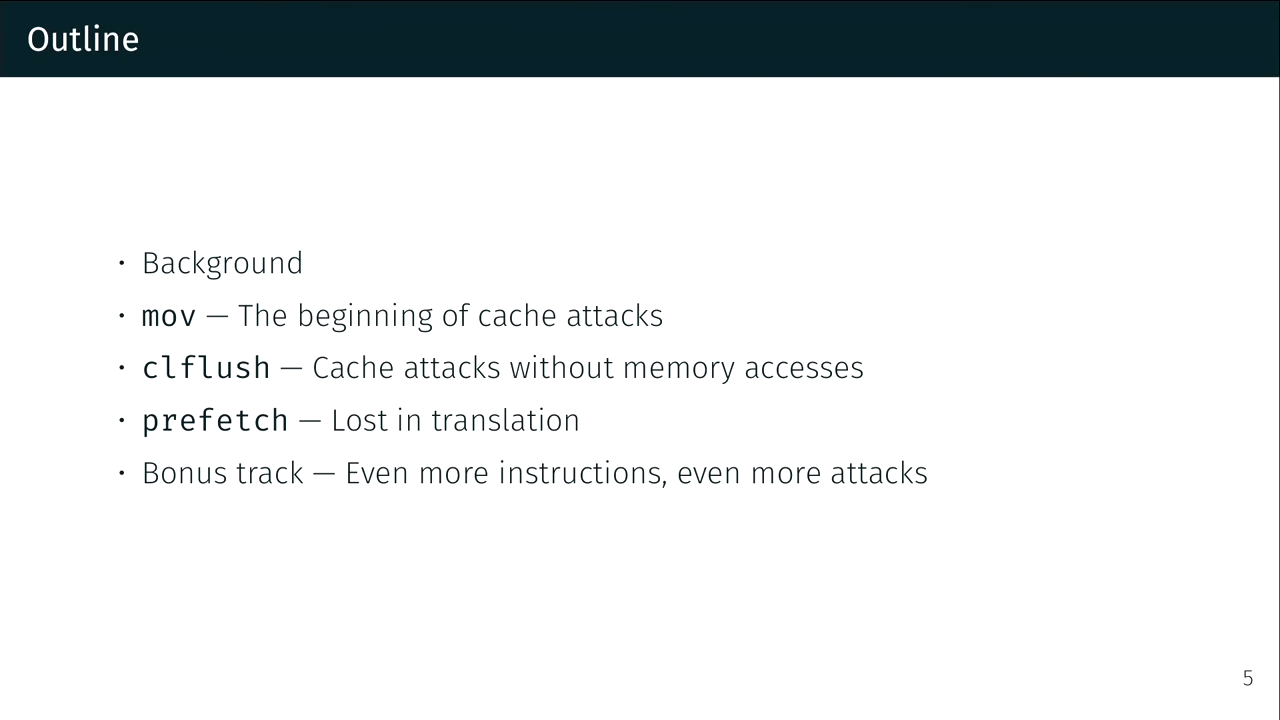 Outline
· Background
· mov — The beginning of cache attacks
· clflush — Cache attacks without memory accesses
· prefetch — Lost in translation
· Bonus track — Even more instructions, even more attacks
5